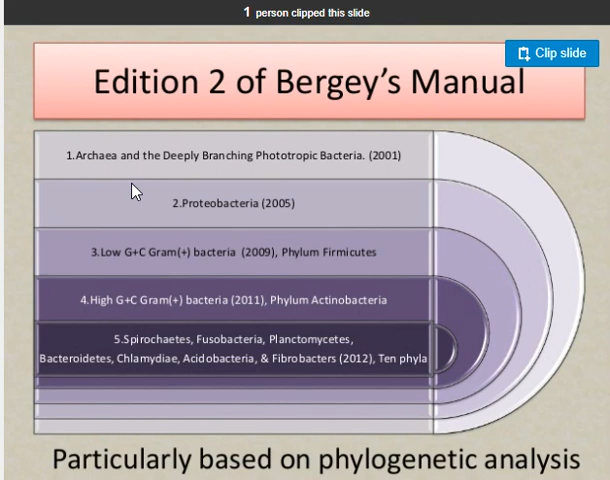 1 person clipped this slide
Clip slide
Edition 2 of Bergey's Manual
1.Archaea and the Deeply Branching Phototropic Bacteria. (2001)
2.Proteobacteria (2005)
3.Low G+C Gram(+) bacteria (2009), Phylum Firmicutes
4.High G+C Gram(+) bacteria (2011), Phylum Actinobacteria
5.Spirochaetes, Fusobacteria, Planctomycetes,
Bacteroidetes, Chlamydiae, Acidobacteria, & Fibrobacters (2012), Ten phyla
Particularly based on phylogenetic analysis